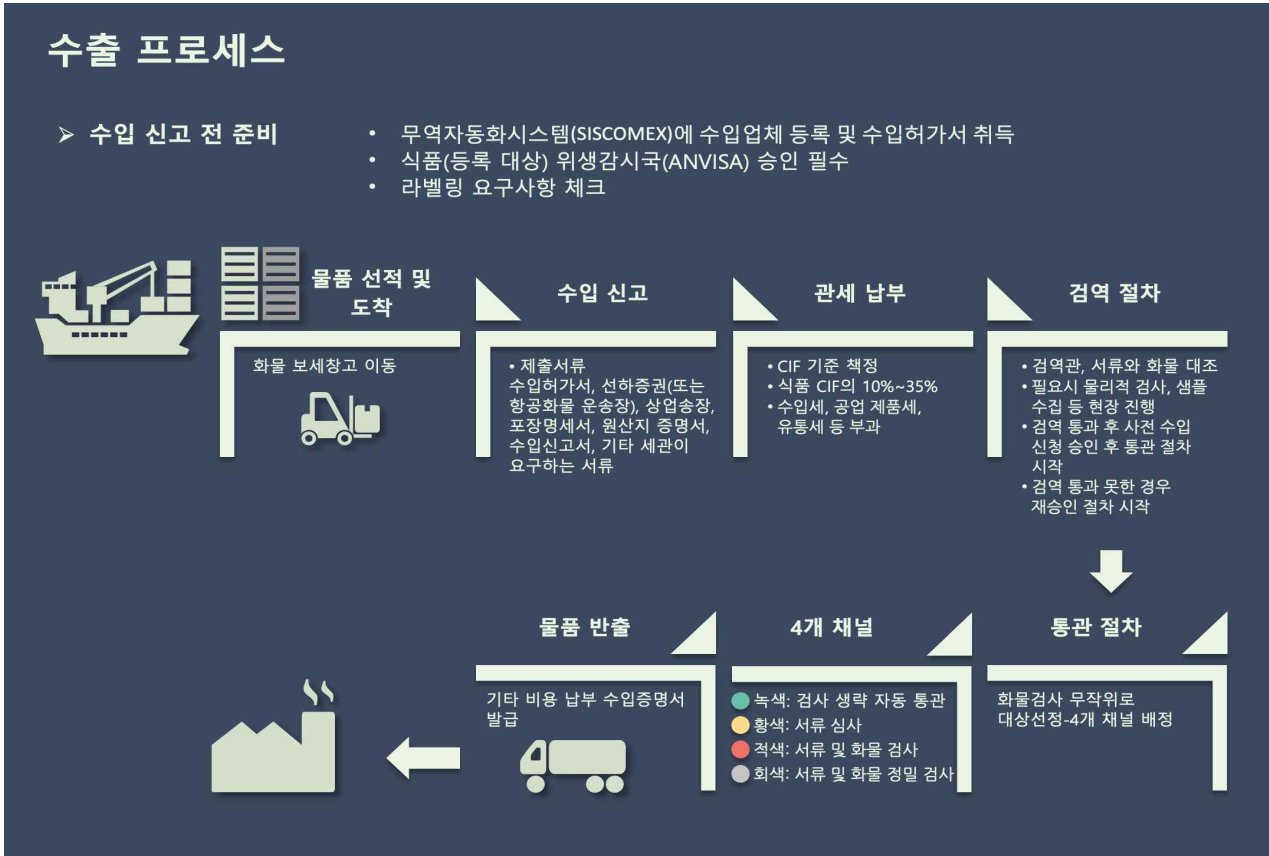 수출 프로세스
➢ 수입 신고 전 준비
• 무역자동화시스템(SISCOMEX)에 수입업체 등록 및 수입허가서 취득
• 식품(등록 대상) 위생감시국(ANVISA) 승인 필수
• 라벨링 요구사항 체크
물품 선적 및
도착
화물 보세창고 이동
수입 신고
• 제출서류
수입허가서, 선하증권(또는
항공화물 운송장), 상업송장,
포장명세서, 원산지 증명서,
수입신고서, 기타 세관이
요구하는 서류
관세 납부
• CIF 기준 책정
• 식품 CIF의 10%~35%
• 수입세, 공업 제품세,
유통세 등 부과
검역 절차
• 검역관, 서류와 화물 대조
• 필요시 물리적 검사, 샘플
수집 등 현장 진행
• 검역 통과 후 사전 수입
신청 승인 후 통관 절차
시작
• 검역 통과 못한 경우
재승인 절차 시작
통관 절차
화물검사 무작위로
대상선정-4개 채널 배정
4개 채널
녹색: 검사 생략 자동 통관
황색: 서류 심사
적색: 서류 및 화물 검사
회색: 서류 및 화물 정밀 검사
물품 반출
기타 비용 납부 수입증명서
발급